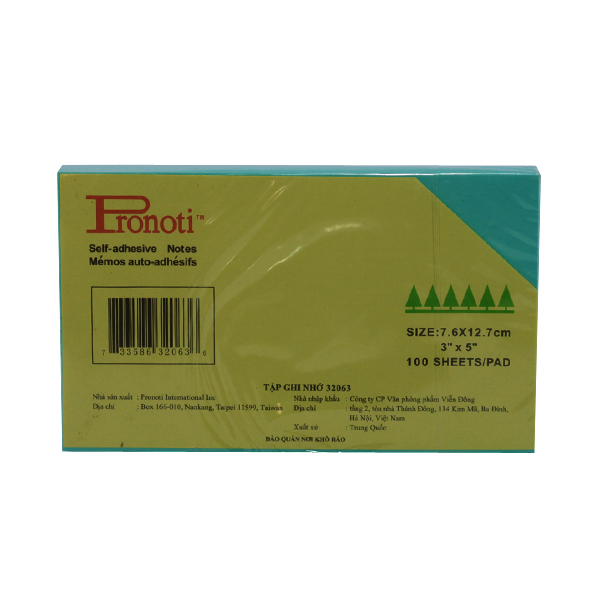 Pronoti™
Self-adhesive Notes
Mémos auto-adhésifs
7 33586 32063 6
SIZE:7.6X12.7cm
3" x 5"
100 SHEETS/PAD
TẬP GHI NHỚ 32063
Nhà sản xuất : Pronoti International Inc
Địa chỉ : Box 166-010, Nankang, Taipei 11599, Taiwan
Nhà nhập khẩu : Công ty CP Văn phòng phẩm Viễn Đông
Địa chỉ : tầng 2, tòa nhà Thành Đông, 134 Kim Mã, Ba Đình,
Hà Nội, Việt Nam
Xuất xứ : Trung Quốc
BẢO QUẢN NƠI KHÔ RÁO